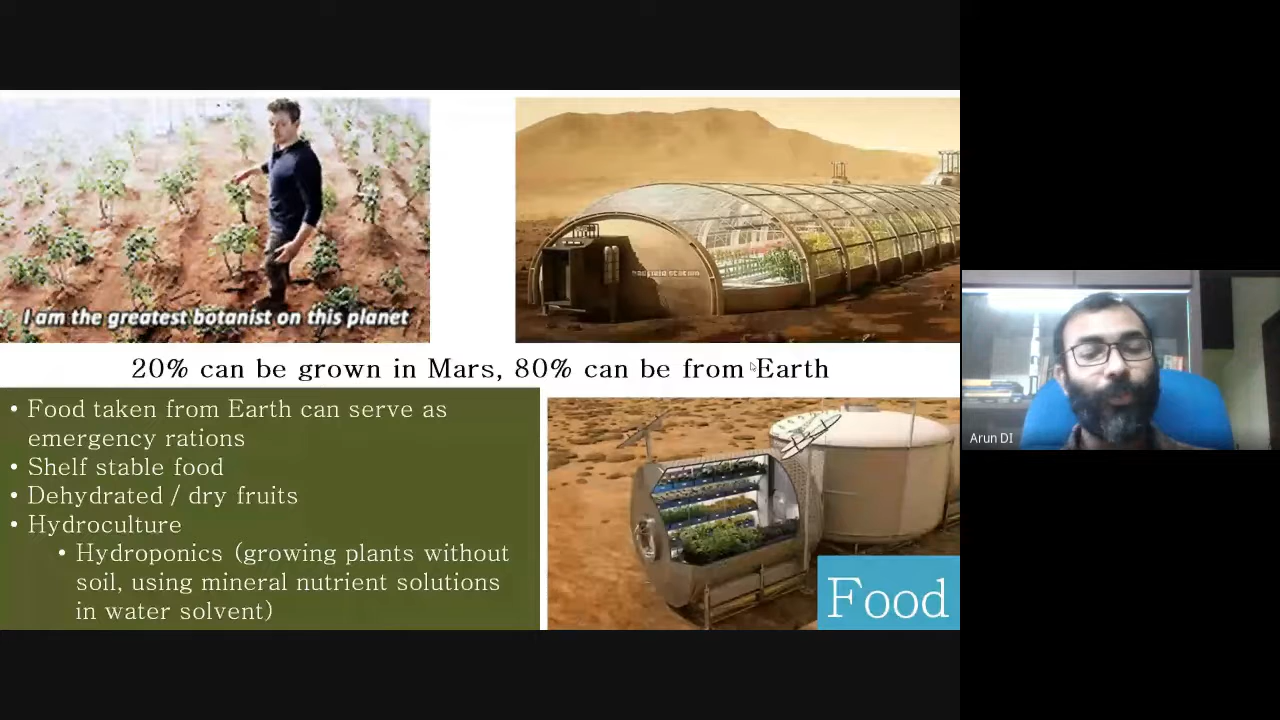 I am the greatest botanist on this planet
20% can be grown in Mars, 80% can be from Earth
• Food taken from Earth can serve as
emergency rations
• Shelf stable food
• Dehydrated / dry fruits
• Hydroculture
• Hydroponics (growing plants without
soil, using mineral nutrient solutions
in water solvent)
Food
Arun DI